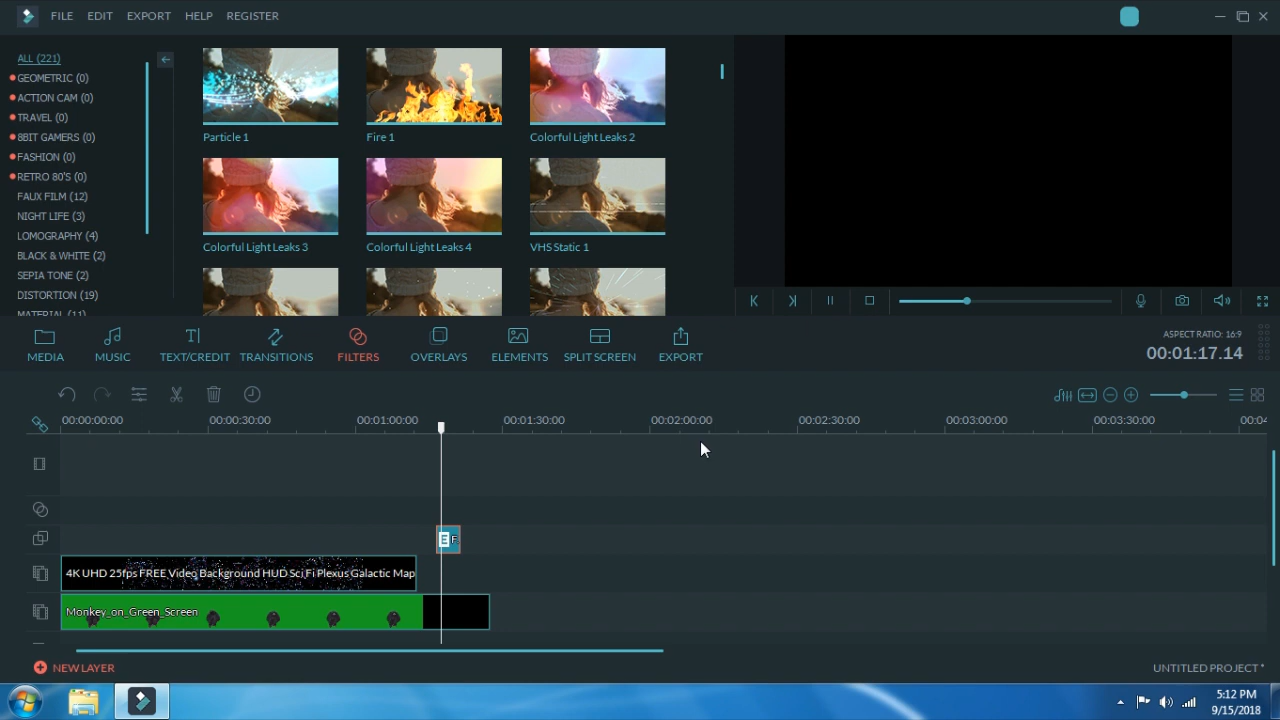 FILE EDIT EXPORT HELP REGISTER
ALL (221)
GEOMETRIC (0)
ACTION CAM (0)
TRAVEL (0)
8BIT GAMERS (0)
FASHION (0)
RETRO 80'S (0)
FAUX FILM (12)
NIGHT LIFE (3)
LOMOGRAPHY (4)
BLACK & WHITE (2)
SEPIA TONE (2)
DISTORTION (19)
MATERIAL (11)
Particle 1 Fire 1 Colorful Light Leaks 2
Colorful Light Leaks 3 Colorful Light Leaks 4 VHS Static 1
MEDIA MUSIC TEXT/CREDIT TRANSITIONS FILTERS OVERLAYS ELEMENTS SPLIT SCREEN EXPORT
ASPECT RATIO: 16:9
00:01:17.14
00:00:00:00 00:00:30:00 00:01:00:00 00:01:30:00 00:02:00:00 00:02:30:00 00:03:00:00 00:03:30:00 00:04
E F
4K UHD 25fps FREE Video Background HUD Sci Fi Plexus Galactic Map
Monkey_on_Green_Screen
NEW LAYER
UNTITLED PROJECT *
5:12 PM
9/15/2018